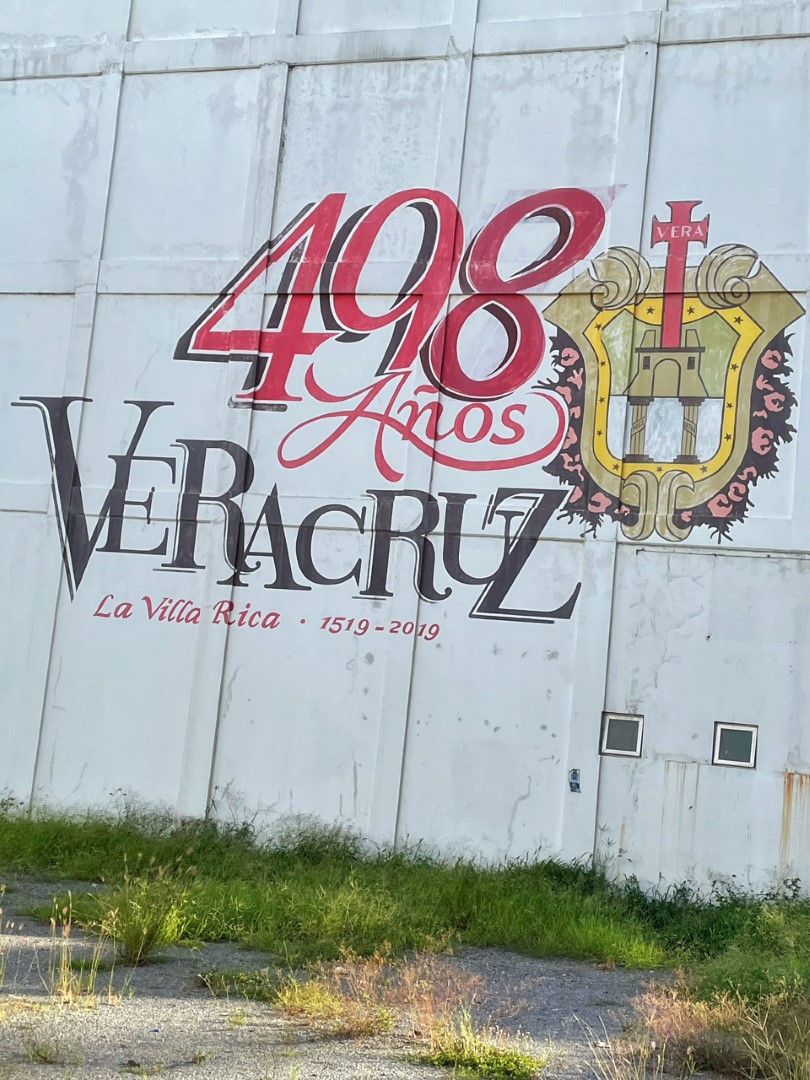 498
Años
VERACRUZ
La Villa Rica · 1519-2019
VERA